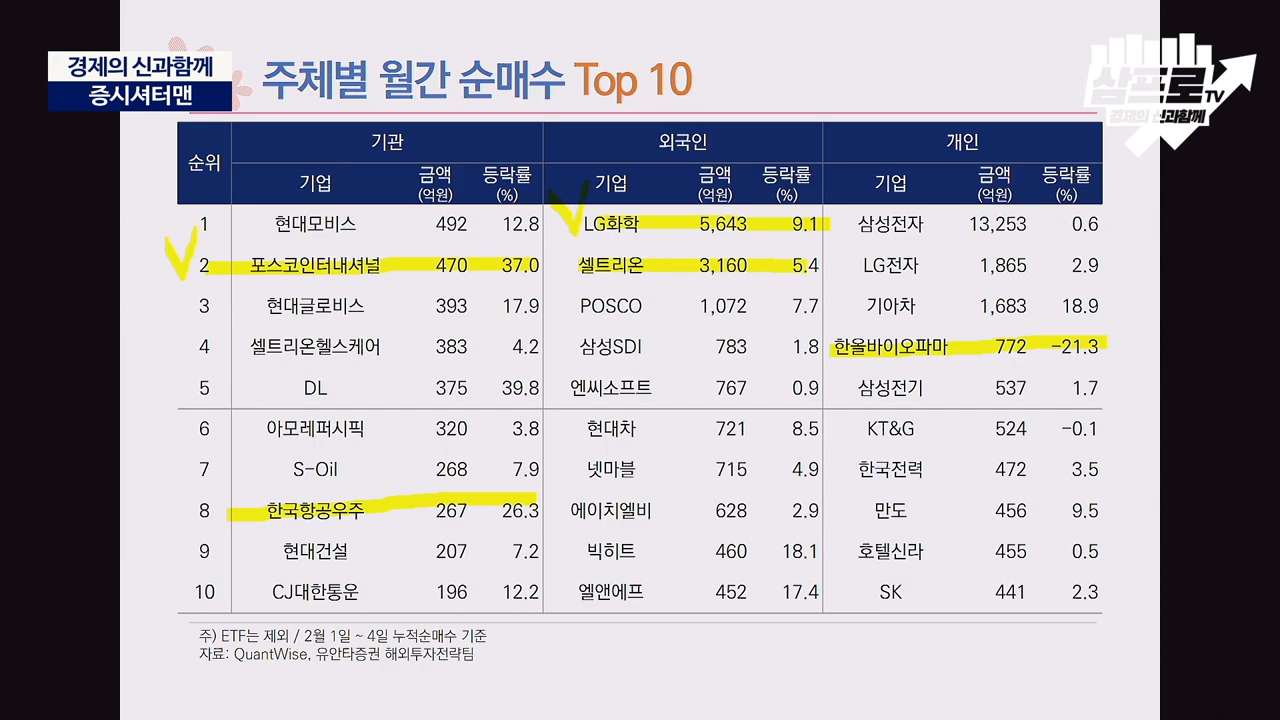 경제의 신과함께
증시셔터맨
주체별 월간 순매수 Top 10
삼프로TV
경제의 신과함께
순위 기관 외국인 개인
기업 금액(억원) 등락률(%) 기업 금액(억원) 등락률(%) 기업 금액(억원) 등락률(%)
1 현대모비스 492 12.8 LG화학 5,643 9.1 삼성전자 13,253 0.6
2 포스코인터내셔널 470 37.0 셀트리온 3,160 5.4 LG전자 1,865 2.9
3 현대글로비스 393 17.9 POSCO 1,072 7.7 기아차 1,683 18.9
4 셀트리온헬스케어 383 4.2 삼성SDI 783 1.8 한올바이오파마 772 -21.3
5 DL 375 39.8 엔씨소프트 767 0.9 삼성전기 537 1.7
6 아모레퍼시픽 320 3.8 현대차 721 8.5 KT&G 524 -0.1
7 S-Oil 268 7.9 넷마블 715 4.9 한국전력 472 3.5
8 한국항공우주 267 26.3 에이치엘비 628 2.9 만도 456 9.5
9 현대건설 207 7.2 빅히트 460 18.1 호텔신라 455 0.5
10 CJ대한통운 196 12.2 엘앤에프 452 17.4 SK 441 2.3
주) ETF는 제외 / 2월 1일 ~ 4일 누적순매수 기준
자료: QuantWise, 유안타증권 해외투자전략팀